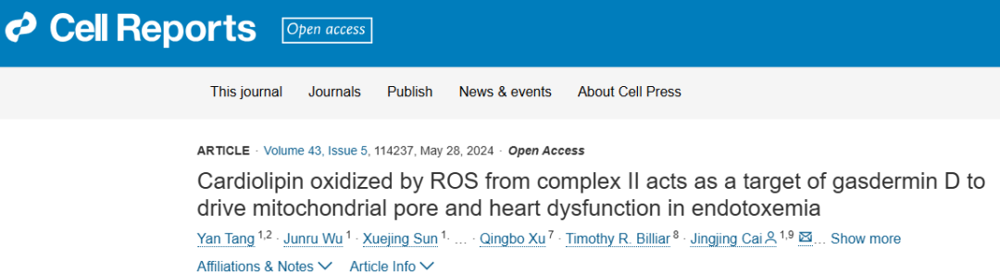 Cell Reports Open access
This journal Journals Publish News & events About Cell Press
ARTICLE · Volume 43, Issue 5, 114237, May 28, 2024 · Open Access
Cardiolipin oxidized by ROS from complex II acts as a target of gasdermin D to
drive mitochondrial pore and heart dysfunction in endotoxemia
Yan Tang 1,2 · Junru Wu 1 · Xuejing Sun 1. ... · Qingbo Xu 7 · Timothy R. Billiar 8 · Jingjing Cai 1,9 ... Show more
Affiliations & Notes Article Info